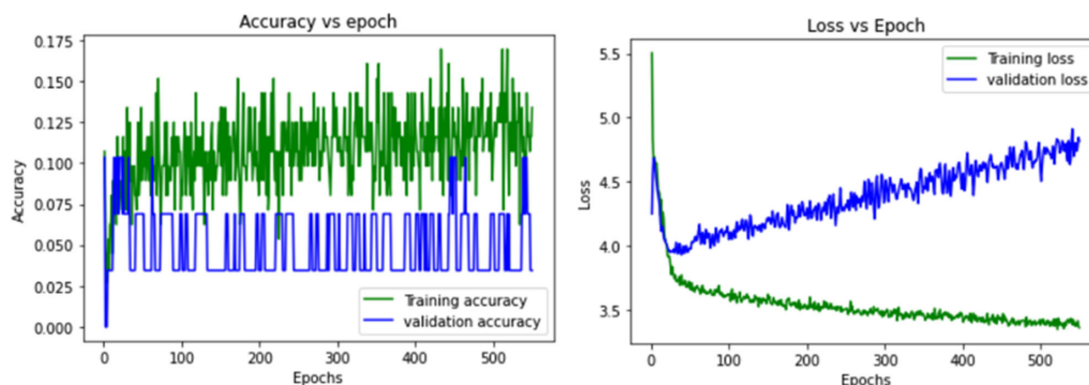 Accuracy vs epoch
0.175
0.150
0.125
0.100
0.075
0.050
0.025
0.000
Accuracy
Training accuracy
validation accuracy
0 100 200 300 400 500
Epochs
Loss vs Epoch
5.5
5.0
4.5
4.0
3.5
Loss
Training loss
validation loss
0 100 200 300 400 500
Epochs